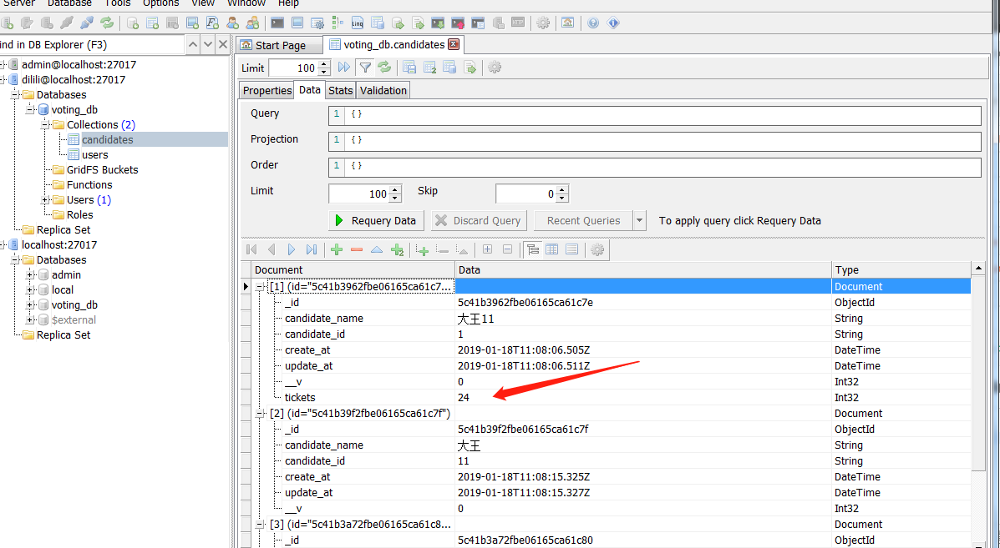 Server Database Tools Options View Window Help
ind in DB Explorer (F3)
admin@localhost:27017
dilili@localhost:27017
Databases
voting_db
Collections (2)
candidates
users
GridFS Buckets
Functions
Users (1)
Roles
Replica Set
localhost:27017
Databases
admin
local
voting_db
$external
Replica Set
Start Page voting_db.candidates
Limit 100
Properties Data Stats Validation
Query 1 {}
Projection 1 {}
Order 1 {}
Limit 100 Skip 0
Requery Data Discard Query Recent Queries To apply query click Requery Data
Document Data Type
[1] (id="5c41b3962fbe06165ca61c7... Document
_id 5c41b3962fbe06165ca61c7e ObjectId
candidate_name 大王11 String
candidate_id 1 String
create_at 2019-01-18T11:08:06.505Z DateTime
update_at 2019-01-18T11:08:06.511Z DateTime
__v 0 Int32
tickets 24 Int32
[2] (id="5c41b39f2fbe06165ca61c7f") Document
_id 5c41b39f2fbe06165ca61c7f ObjectId
candidate_name 大王 String
candidate_id 11 String
create_at 2019-01-18T11:08:15.325Z DateTime
update_at 2019-01-18T11:08:15.327Z DateTime
__v 0 Int32
[3] (id="5c41b3a72fbe06165ca61c8... Document
_id 5c41b3a72fbe06165ca61c80 ObjectId